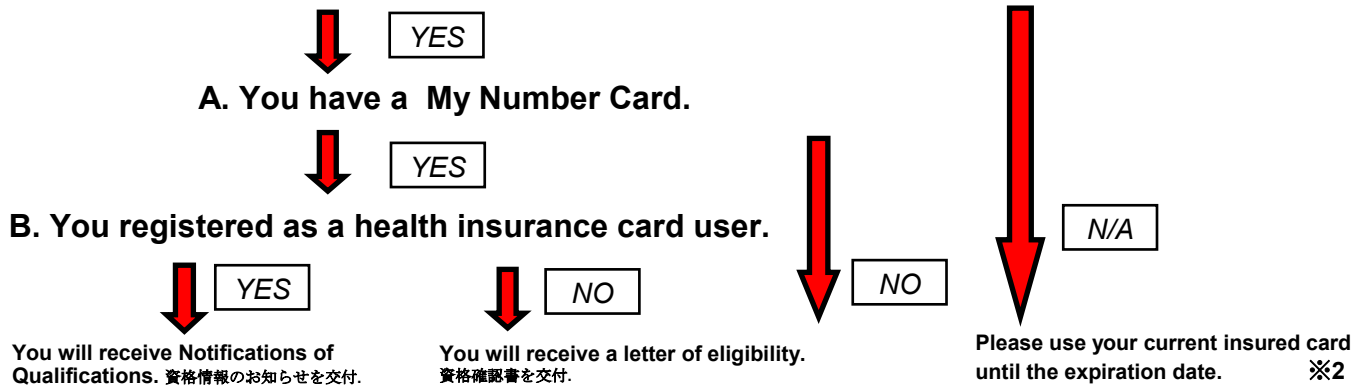 YES
A. You have a My Number Card.
YES
B. You registered as a health insurance card user.
N/A
YES
NO
NO
You will receive Notifications of
Qualifications. 資格情報のお知らせを交付.
You will receive a letter of eligibility.
資格確認書を交付.
Please use your current insured card
until the expiration date. ※2